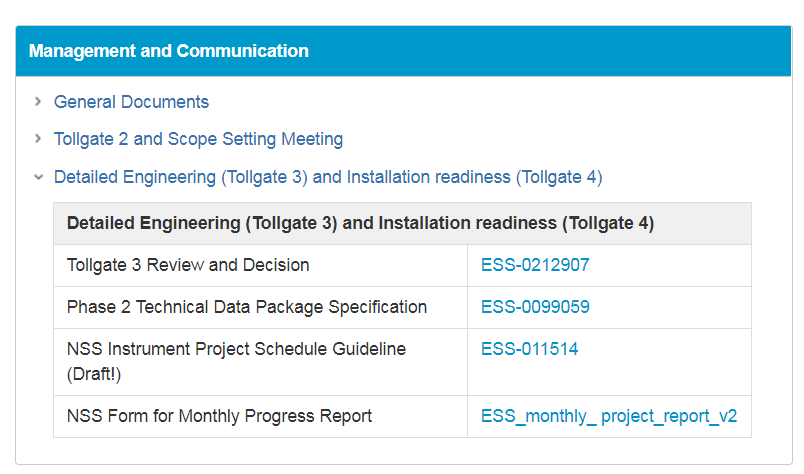 Management and Communication
General Documents
Tollgate 2 and Scope Setting Meeting
Detailed Engineering (Tollgate 3) and Installation readiness (Tollgate 4)
Detailed Engineering (Tollgate 3) and Installation readiness (Tollgate 4)
Tollgate 3 Review and Decision ESS-0212907
Phase 2 Technical Data Package Specification ESS-0099059
NSS Instrument Project Schedule Guideline ESS-011514
(Draft!)
NSS Form for Monthly Progress Report ESS_monthly_ project_report_v2